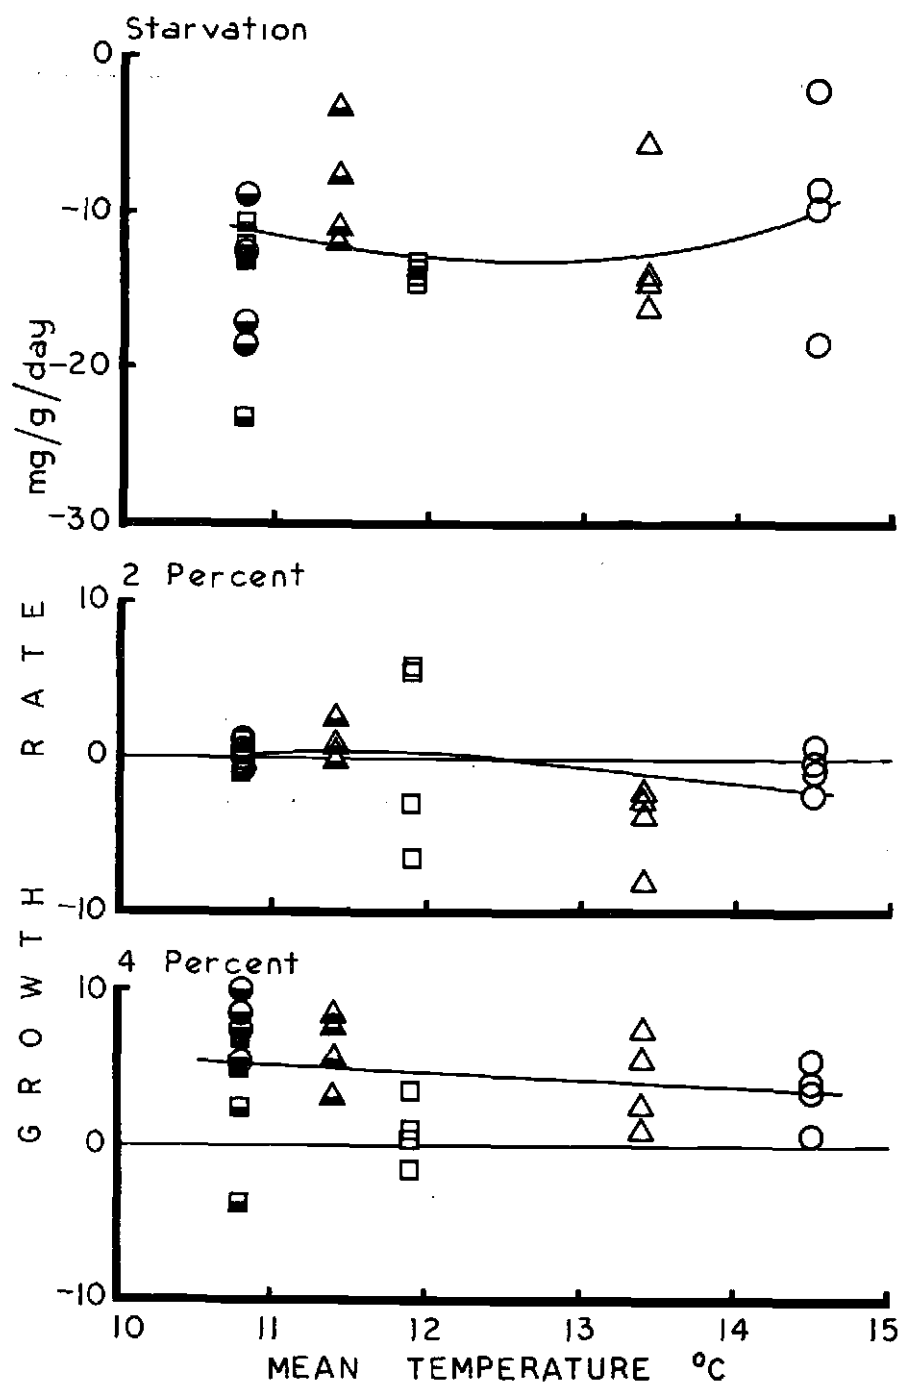 Starvation
0
-10
-20
-30
mg/g/day
2 Percent
10
0
-10
GROWTH RATE
4 Percent
10
0
-10
10 11 12 13 14 15
MEAN TEMPERATURE °C